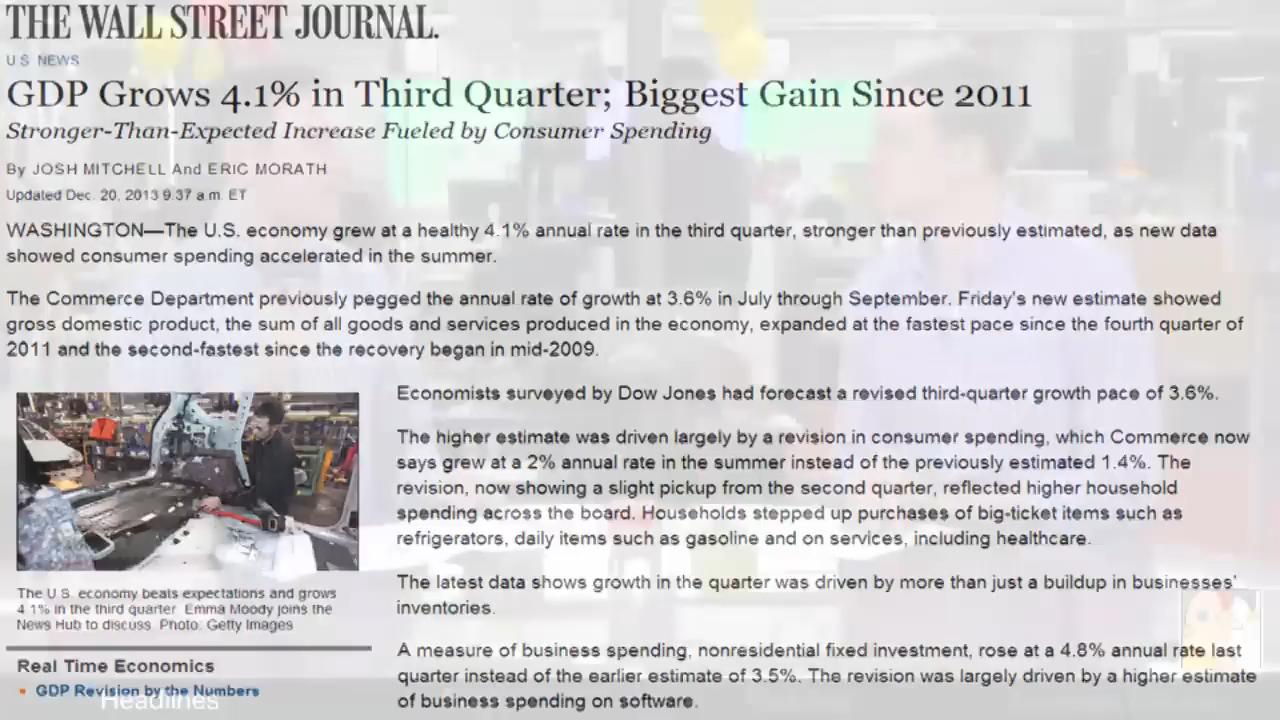 THE WALL STREET JOURNAL.
U S NEWS
GDP Grows 4.1% in Third Quarter; Biggest Gain Since 2011
Stronger-Than-Expected Increase Fueled by Consumer Spending
By JOSH MITCHELL And ERIC MORATH
Updated Dec. 20, 2013 9:37 a.m. ET
WASHINGTON—The U.S. economy grew at a healthy 4.1% annual rate in the third quarter, stronger than previously estimated, as new data
showed consumer spending accelerated in the summer.
The Commerce Department previously pegged the annual rate of growth at 3.6% in July through September. Friday's new estimate showed
gross domestic product, the sum of all goods and services produced in the economy, expanded at the fastest pace since the fourth quarter of
2011 and the second-fastest since the recovery began in mid-2009.
Economists surveyed by Dow Jones had forecast a revised third-quarter growth pace of 3.6%.
The higher estimate was driven largely by a revision in consumer spending, which Commerce now
says grew at a 2% annual rate in the summer instead of the previously estimated 1.4%. The
revision, now showing a slight pickup from the second quarter, reflected higher household
spending across the board. Households stepped up purchases of big-ticket items such as
refrigerators, daily items such as gasoline and on services, including healthcare.
The latest data shows growth in the quarter was driven by more than just a buildup in businesses'
inventories.
A measure of business spending, nonresidential fixed investment, rose at a 4.8% annual rate last
quarter instead of the earlier estimate of 3.5%. The revision was largely driven by a higher estimate
of business spending on software.
The U.S. economy beats expectations and grows
4.1% in the third quarter. Emma Moody joins the
News Hub to discuss. Photo: Getty Images
Real Time Economics
• GDP Revision by the Numbers
Headlines